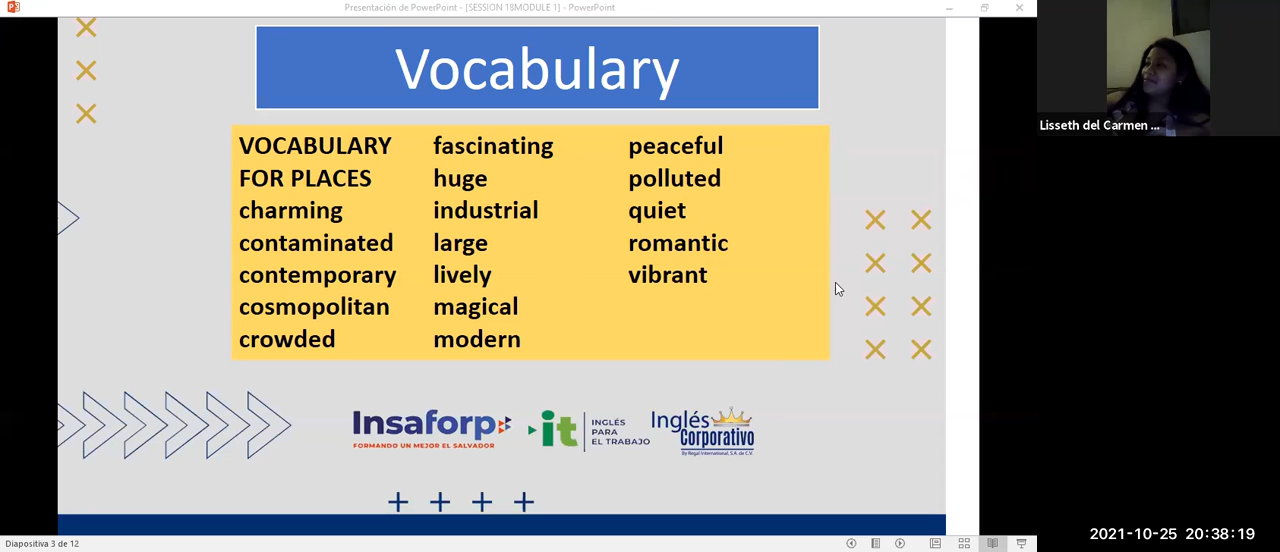 Presentación de PowerPoint - [SESSION 18MODULE 1] - PowerPoint
Vocabulary
VOCABULARY
FOR PLACES
charming
contaminated
contemporary
cosmopolitan
crowded
fascinating
huge
industrial
large
lively
magical
modern
peaceful
polluted
quiet
romantic
vibrant
Insaforp
FORMANDO UN MEJOR EL SALVADOR
it
INGLÉS
PARA
EL TRABAJO
Inglés
Corporativo
By Regal International, S.A. de C.V.
Lisseth del Carmen ...
Diapositiva 3 de 12
2021-10-25 20:38:19